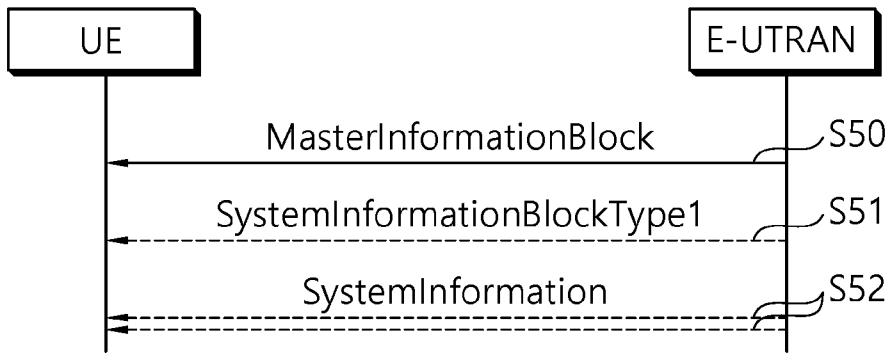 UE
E-UTRAN
MasterInformationBlock
S50
SystemInformationBlockType1
S51
SystemInformation
S52